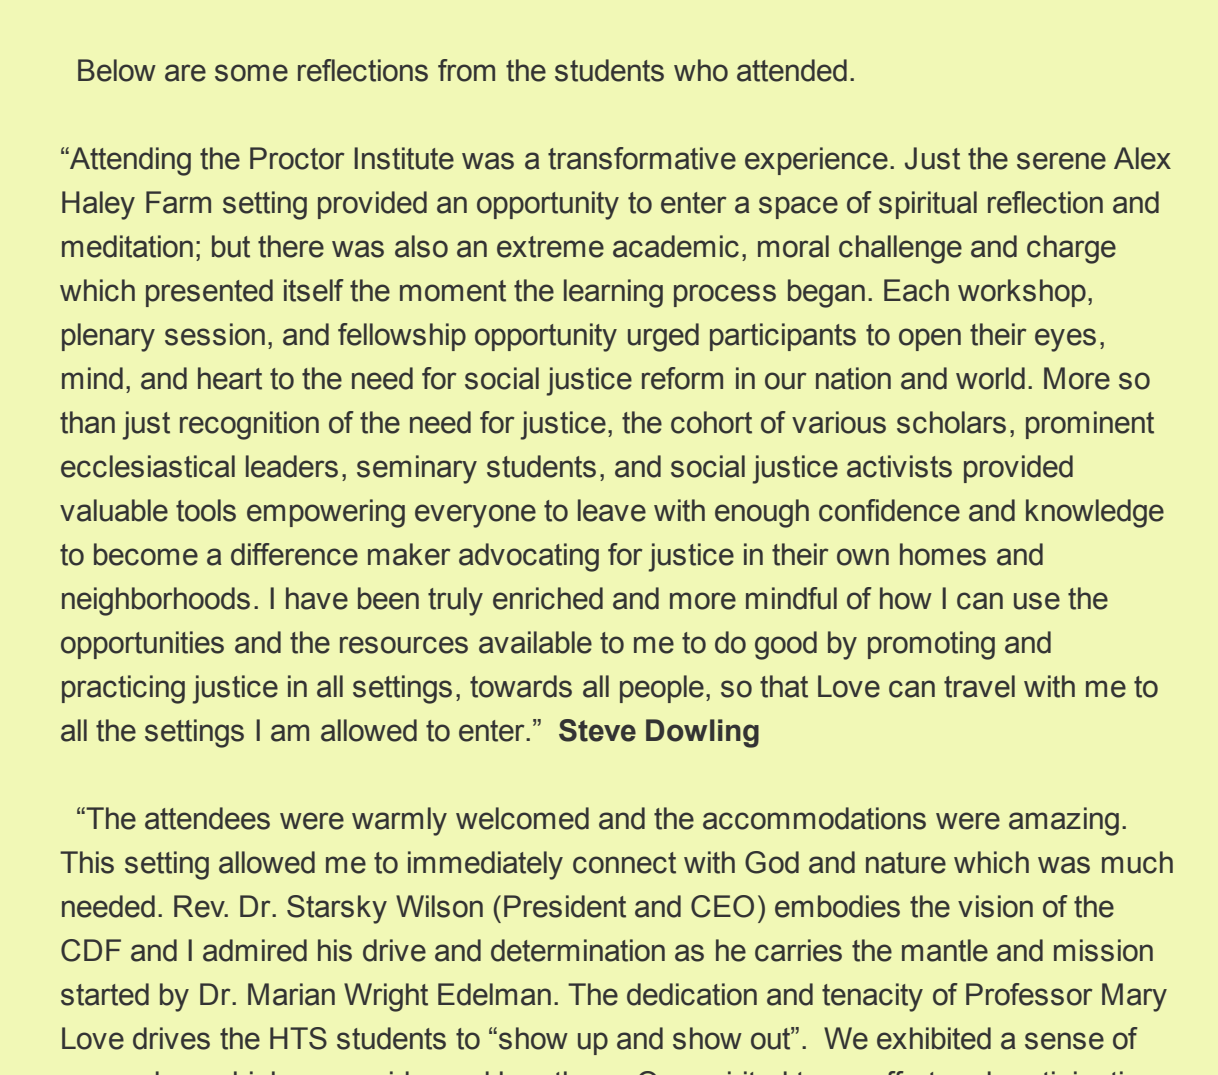 Below are some reflections from the students who attended.
“Attending the Proctor Institute was a transformative experience. Just the serene Alex
Haley Farm setting provided an opportunity to enter a space of spiritual reflection and
meditation; but there was also an extreme academic, moral challenge and charge
which presented itself the moment the learning process began. Each workshop,
plenary session, and fellowship opportunity urged participants to open their eyes,
mind, and heart to the need for social justice reform in our nation and world. More so
than just recognition of the need for justice, the cohort of various scholars, prominent
ecclesiastical leaders, seminary students, and social justice activists provided
valuable tools empowering everyone to leave with enough confidence and knowledge
to become a difference maker advocating for justice in their own homes and
neighborhoods. I have been truly enriched and more mindful of how I can use the
opportunities and the resources available to me to do good by promoting and
practicing justice in all settings, towards all people, so that Love can travel with me to
all the settings I am allowed to enter.”  Steve Dowling
“The attendees were warmly welcomed and the accommodations were amazing.
This setting allowed me to immediately connect with God and nature which was much
needed. Rev. Dr. Starsky Wilson (President and CEO) embodies the vision of the
CDF and I admired his drive and determination as he carries the mantle and mission
started by Dr. Marian Wright Edelman. The dedication and tenacity of Professor Mary
Love drives the HTS students to “show up and show out”.  We exhibited a sense of